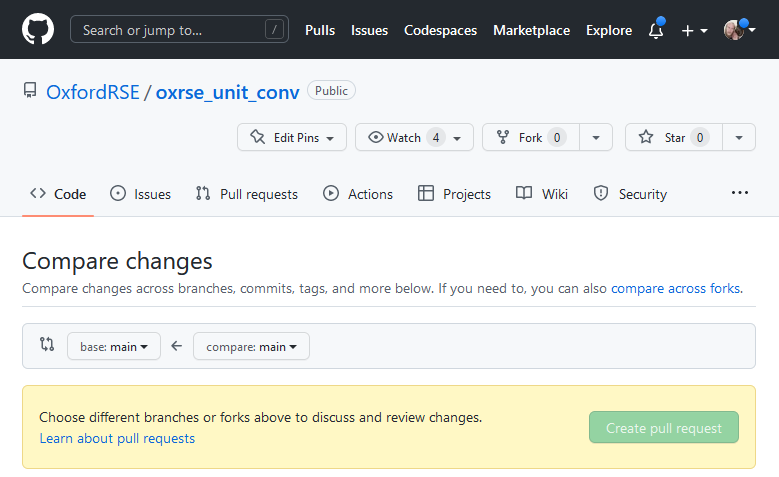 Search or jump to... / Pulls Issues Codespaces Marketplace Explore
OxfordRSE / oxrse_unit_conv Public
Edit Pins Watch 4 Fork 0 Star 0
Code Issues Pull requests Actions Projects Wiki Security ...
Compare changes
Compare changes across branches, commits, tags, and more below. If you need to, you can also compare across forks.
base: main ← compare: main
Choose different branches or forks above to discuss and review changes.
Learn about pull requests
Create pull request